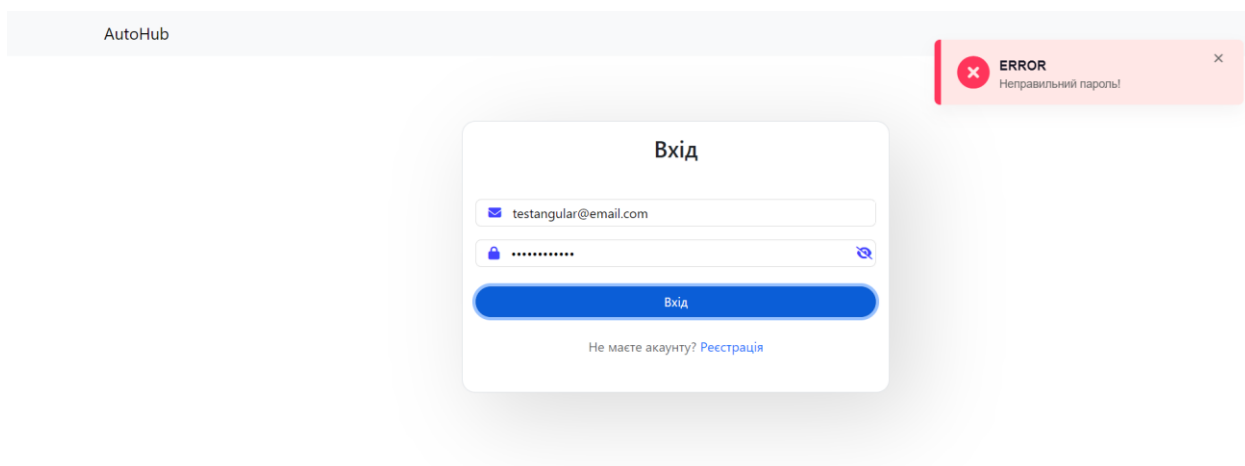 AutoHub
ERROR
Неправильний пароль!
Вхід
testangular@email.com
Вхід
Не маєте акаунту? Реєстрація